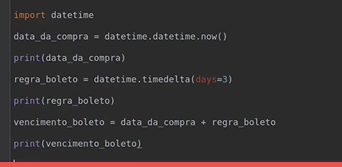 import datetime
data_da_compra = datetime.datetime.now()
print(data_da_compra)
regra_boleto = datetime.timedelta(days=3)
print(regra_boleto)
vencimento_boleto = data_da_compra + regra_boleto
print(vencimento_boleto)